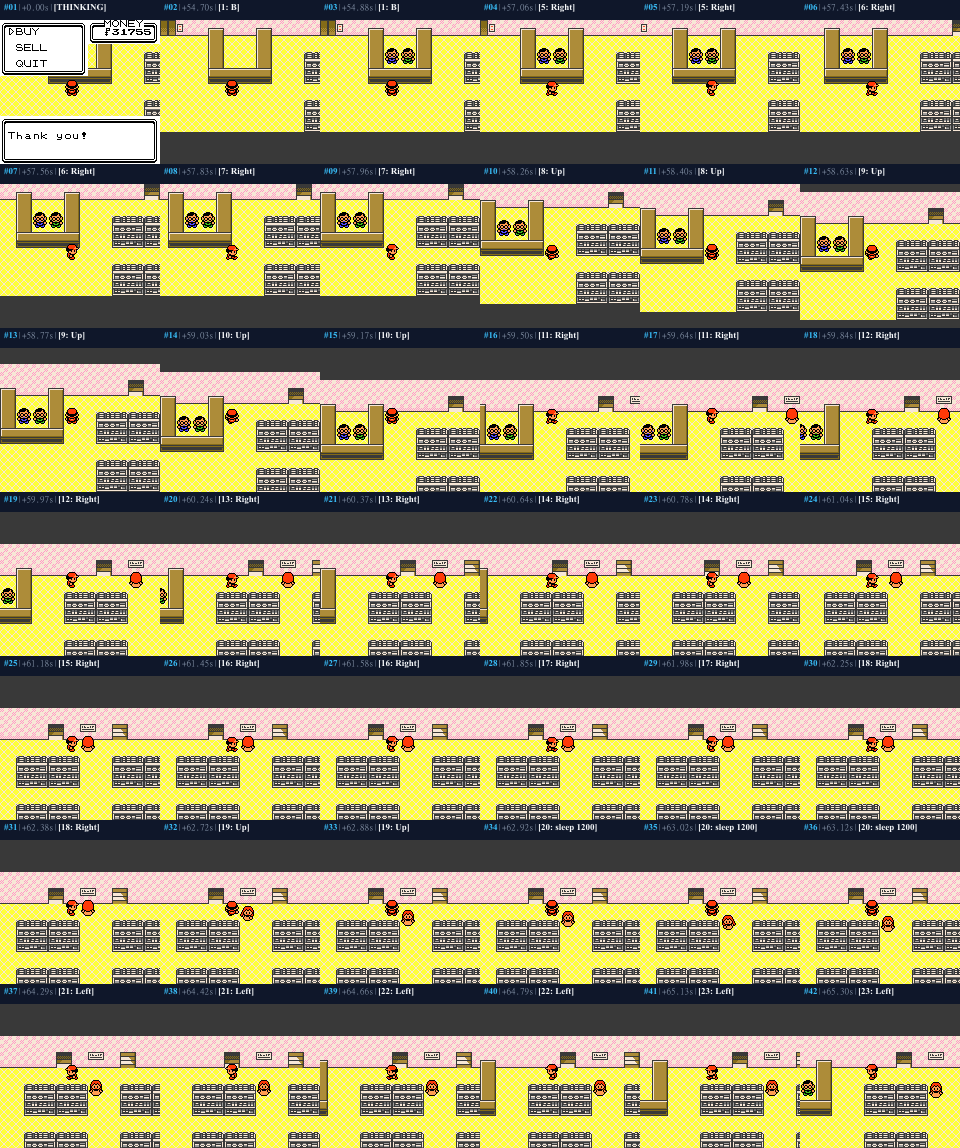 #01|+0.00s|[THINKING] #02|+54.70s|[1: B] #03|+54.88s|[1: B] #04|+57.06s|[5: Right] #05|+57.19s|[5: Right] #06|+57.43s|[6: Right]
MONEY
▷BUY ₽31755
SELL
QUIT
Thank you!
#07|+57.56s|[6: Right] #08|+57.83s|[7: Right] #09|+57.96s|[7: Right] #10|+58.26s|[8: Up] #11|+58.40s|[8: Up] #12|+58.63s|[9: Up]
#13|+58.77s|[9: Up] #14|+59.03s|[10: Up] #15|+59.17s|[10: Up] #16|+59.50s|[11: Right] #17|+59.64s|[11: Right] #18|+59.84s|[12: Right]
#19|+59.97s|[12: Right] #20|+60.24s|[13: Right] #21|+60.37s|[13: Right] #22|+60.64s|[14: Right] #23|+60.78s|[14: Right] #24|+61.04s|[15: Right]
#25|+61.18s|[15: Right] #26|+61.45s|[16: Right] #27|+61.58s|[16: Right] #28|+61.85s|[17: Right] #29|+61.98s|[17: Right] #30|+62.25s|[18: Right]
#31|+62.38s|[18: Right] #32|+62.72s|[19: Up] #33|+62.88s|[19: Up] #34|+62.92s|[20: sleep 1200] #35|+63.02s|[20: sleep 1200] #36|+63.12s|[20: sleep 1200]
#37|+64.29s|[21: Left] #38|+64.42s|[21: Left] #39|+64.66s|[22: Left] #40|+64.79s|[22: Left] #41|+65.13s|[23: Left] #42|+65.30s|[23: Left]